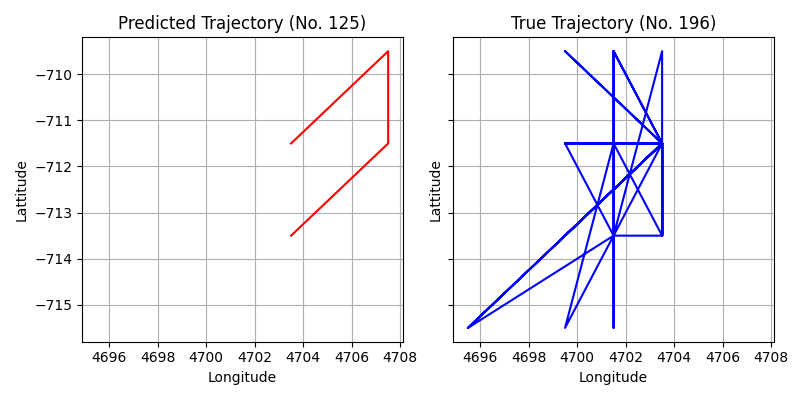 Predicted Trajectory (No. 125)
−710
−711
−712
−713
−714
−715
Lattitude
4696 4698 4700 4702 4704 4706 4708
Longitude
True Trajectory (No. 196)
Lattitude
4696 4698 4700 4702 4704 4706 4708
Longitude